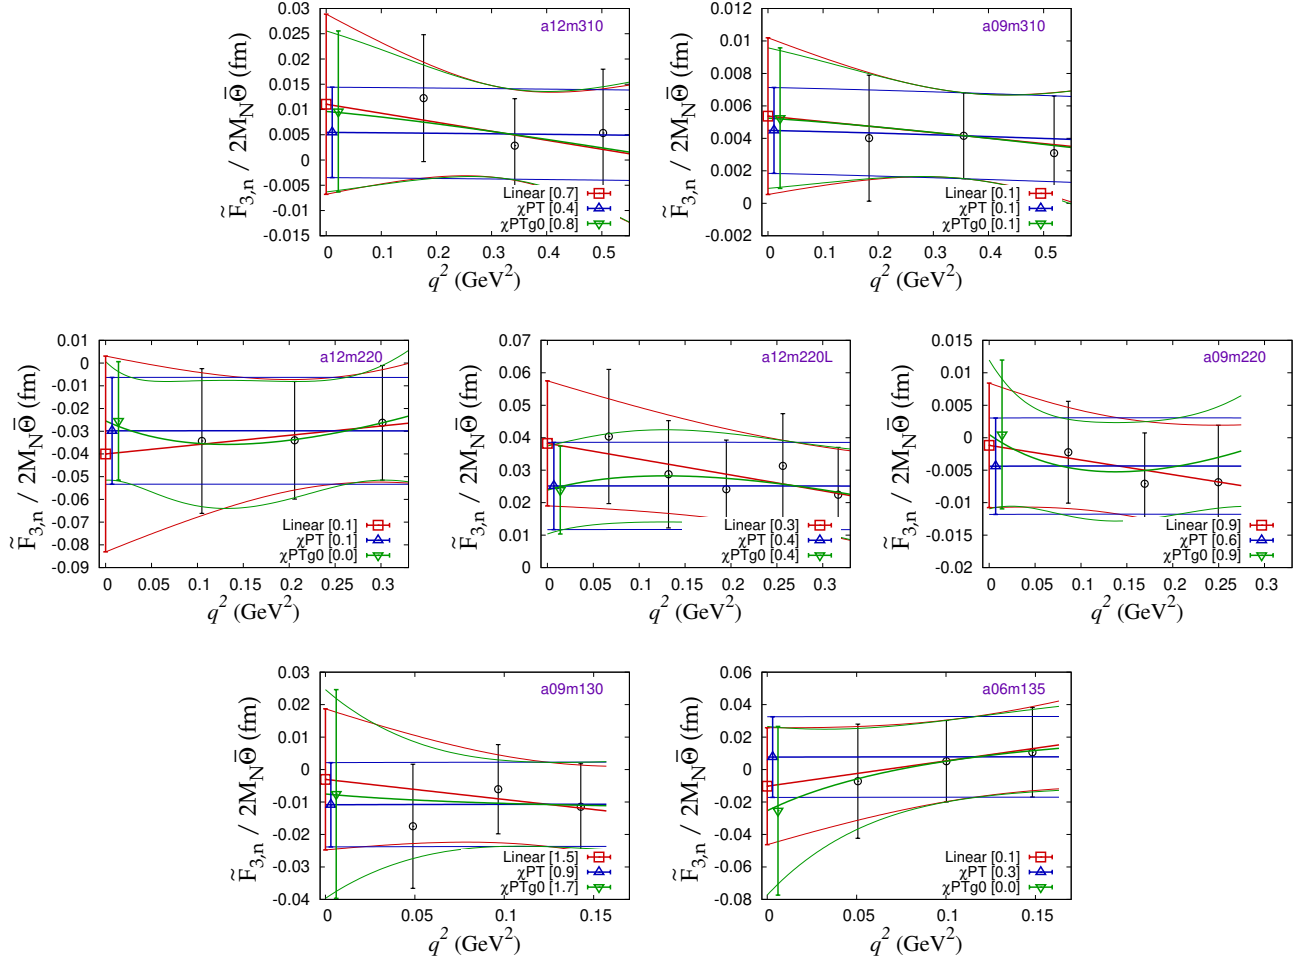 0.03
0.025
0.02
0.015
0.01
0.005
0
-0.005
-0.01
-0.015
0 0.1 0.2 0.3 0.4 0.5
F̃3,n / 2MN Θ̅ (fm)
q² (GeV²)
a12m310
Linear [0.7]
χPT [0.4]
χPTg0 [0.8]
0.012
0.01
0.008
0.006
0.004
0.002
0
-0.002
0 0.1 0.2 0.3 0.4 0.5
F̃3,n / 2MN Θ̅ (fm)
q² (GeV²)
a09m310
Linear [0.1]
χPT [0.1]
χPTg0 [0.1]
0.01
0
-0.01
-0.02
-0.03
-0.04
-0.05
-0.06
-0.07
-0.08
-0.09
0 0.05 0.1 0.15 0.2 0.25 0.3
F̃3,n / 2MN Θ̅ (fm)
q² (GeV²)
a12m220
Linear [0.1]
χPT [0.1]
χPTg0 [0.0]
0.07
0.06
0.05
0.04
0.03
0.02
0.01
0
0 0.05 0.1 0.15 0.2 0.25 0.3
F̃3,n / 2MN Θ̅ (fm)
q² (GeV²)
a12m220L
Linear [0.3]
χPT [0.4]
χPTg0 [0.4]
0.015
0.01
0.005
0
-0.005
-0.01
-0.015
-0.02
0 0.05 0.1 0.15 0.2 0.25 0.3
F̃3,n / 2MN Θ̅ (fm)
q² (GeV²)
a09m220
Linear [0.9]
χPT [0.6]
χPTg0 [0.9]
0.03
0.02
0.01
0
-0.01
-0.02
-0.03
-0.04
0 0.05 0.1 0.15
F̃3,n / 2MN Θ̅ (fm)
q² (GeV²)
a09m130
Linear [1.5]
χPT [0.9]
χPTg0 [1.7]
0.06
0.04
0.02
0
-0.02
-0.04
-0.06
-0.08
0 0.05 0.1 0.15
F̃3,n / 2MN Θ̅ (fm)
q² (GeV²)
a06m135
Linear [0.1]
χPT [0.3]
χPTg0 [0.0]